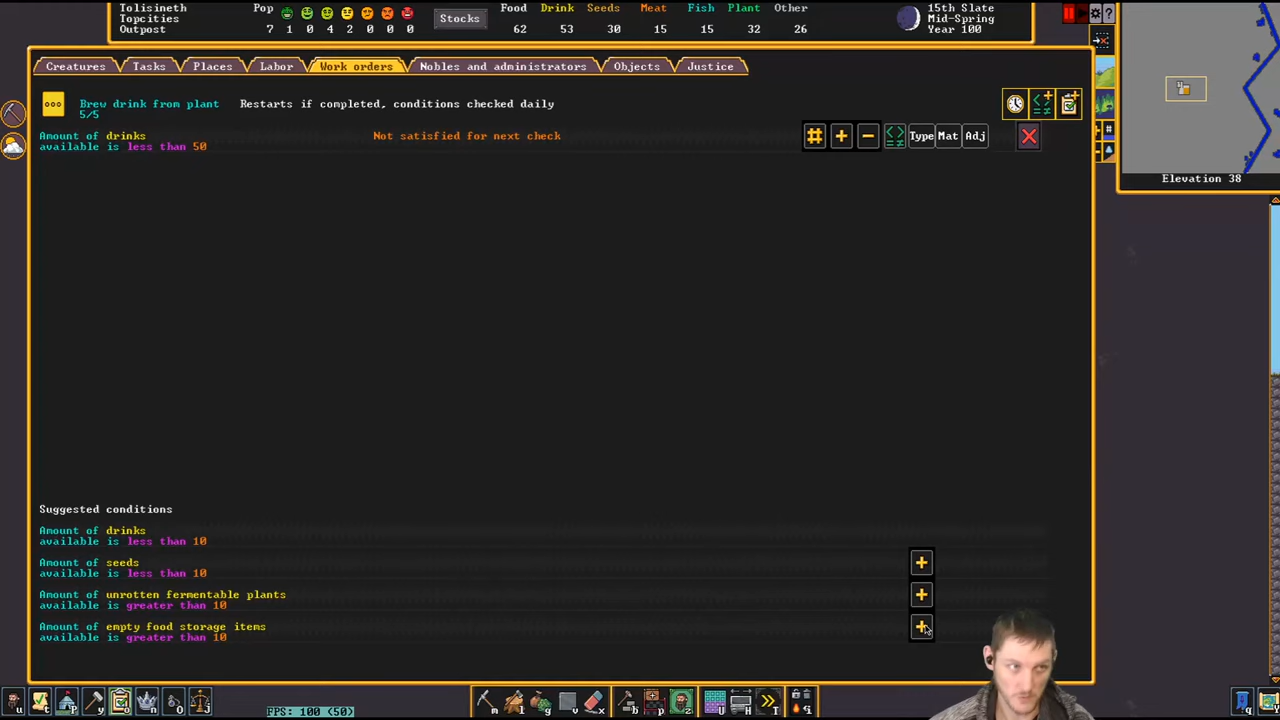 Tolisineth
Topcities
Outpost
Pop
7 1 0 4 2 0 0 0
Stocks
Food Drink Seeds Meat Fish Plant Other
62 53 30 15 15 32 26
15th Slate
Mid-Spring
Year 100
?
Creatures Tasks Places Labor Work orders Nobles and administrators Objects Justice
Brew drink from plant Restarts if completed, conditions checked daily
5/5
Amount of drinks
available is less than 50
Not satisfied for next check
Type Mat Adj
Elevation 38
Suggested conditions
Amount of drinks
available is less than 10
Amount of seeds
available is less than 10
Amount of unrotten fermentable plants
available is greater than 10
Amount of empty food storage items
available is greater than 10
u t P y O J
FPS: 100 (50)
m l g v x b p z U H T i
q Y